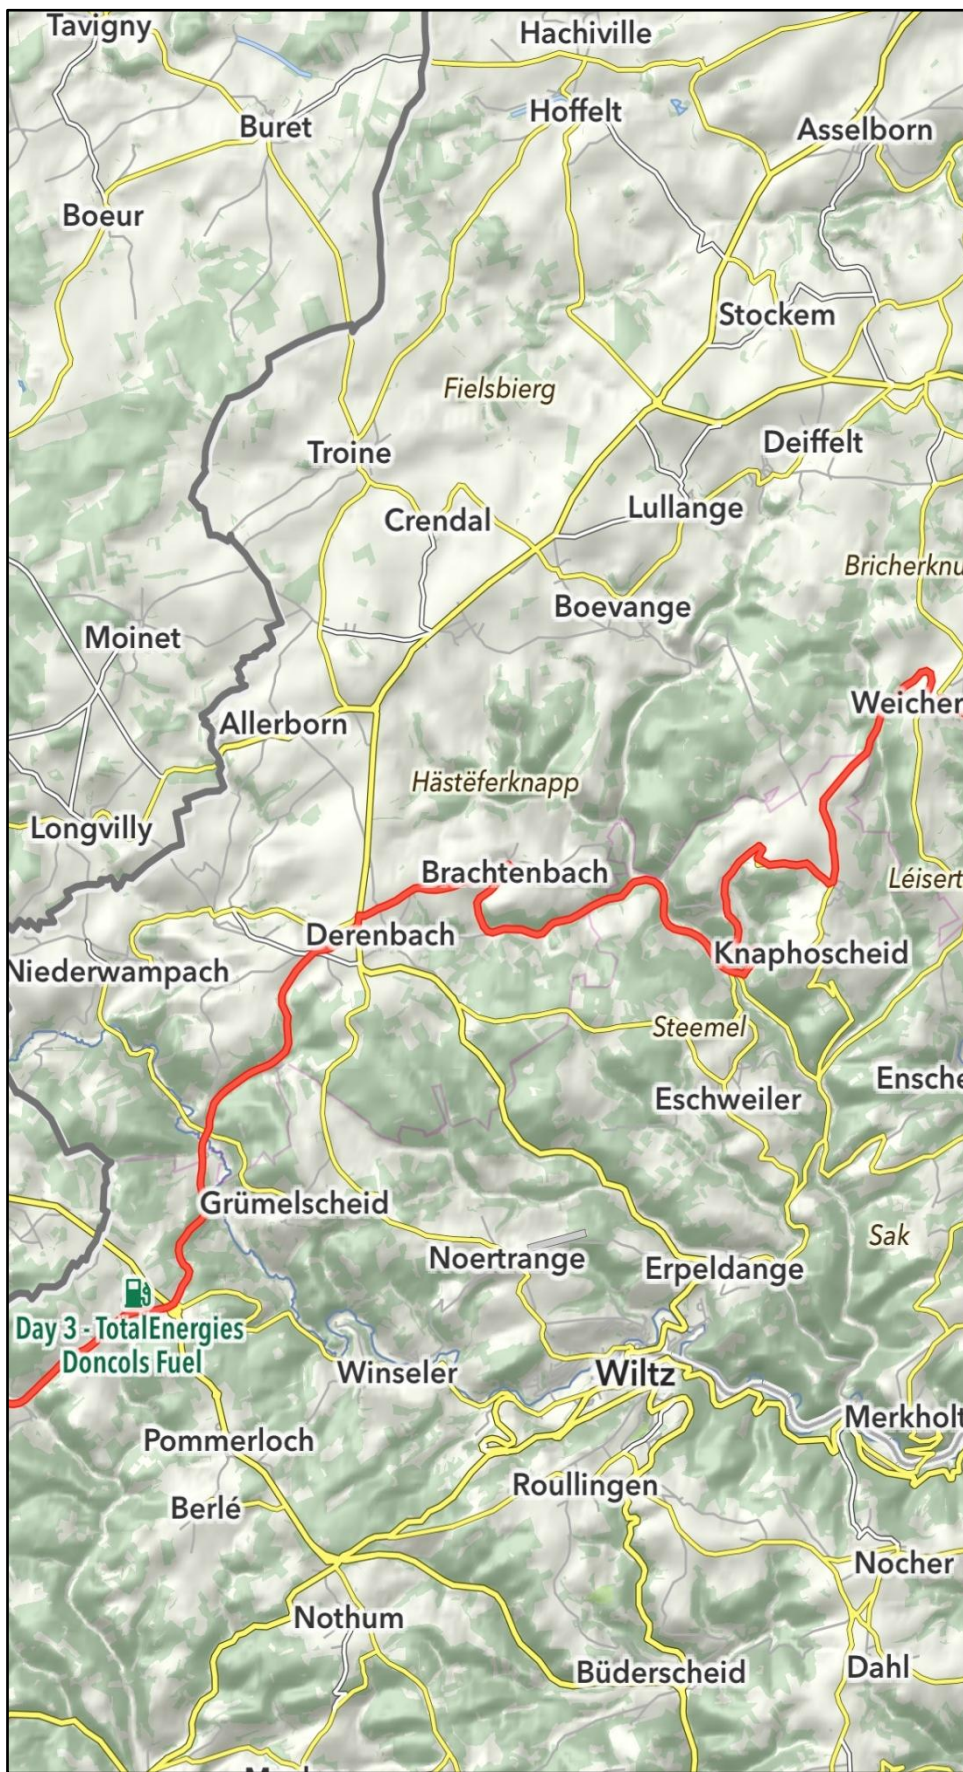 Tavigny
Hachiville
Hoffelt
Buret
Asselborn
Boeur
Stockem
Fielsbierg
Troine
Deiffelt
Crendal
Lullange
Bricherknu
Boevange
Moinet
Weicher
Allerborn
Hästëferknapp
Longvilly
Brachtenbach
Léisert
Derenbach
Knaphoscheid
Niederwampach
Steemel
Ensche
Eschweiler
Grümelscheid
Sak
Noertrange
Erpeldange
Day 3 - TotalEnergies
Doncols Fuel
Winseler
Wiltz
Merkholt
Pommerloch
Roullingen
Berlé
Nocher
Nothum
Büderscheid
Dahl